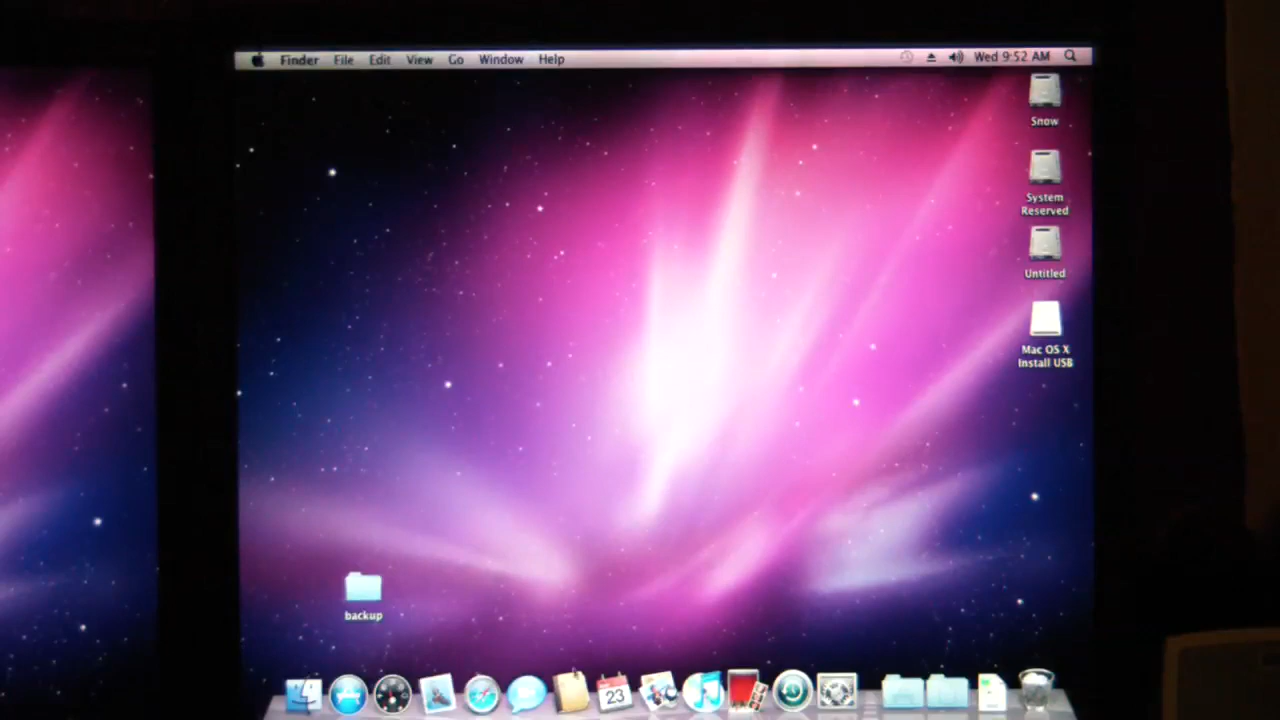 Finder File Edit View Go Window Help Wed 9:52 AM
Snow
System
Reserved
Untitled
Mac OS X
Install USB
backup
23